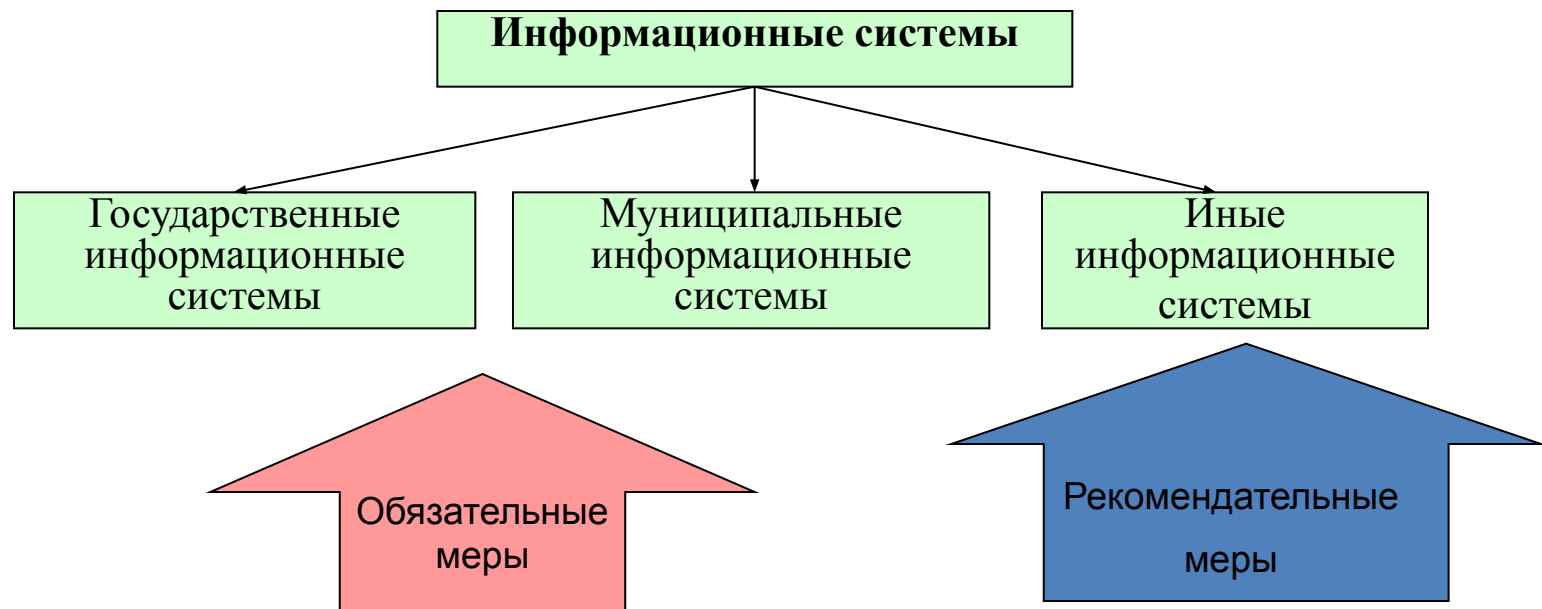 Информационные системы
Государственные
информационные
системы
Муниципальные
информационные
системы
Иные
информационные
системы
Обязательные
меры
Рекомендательные
меры